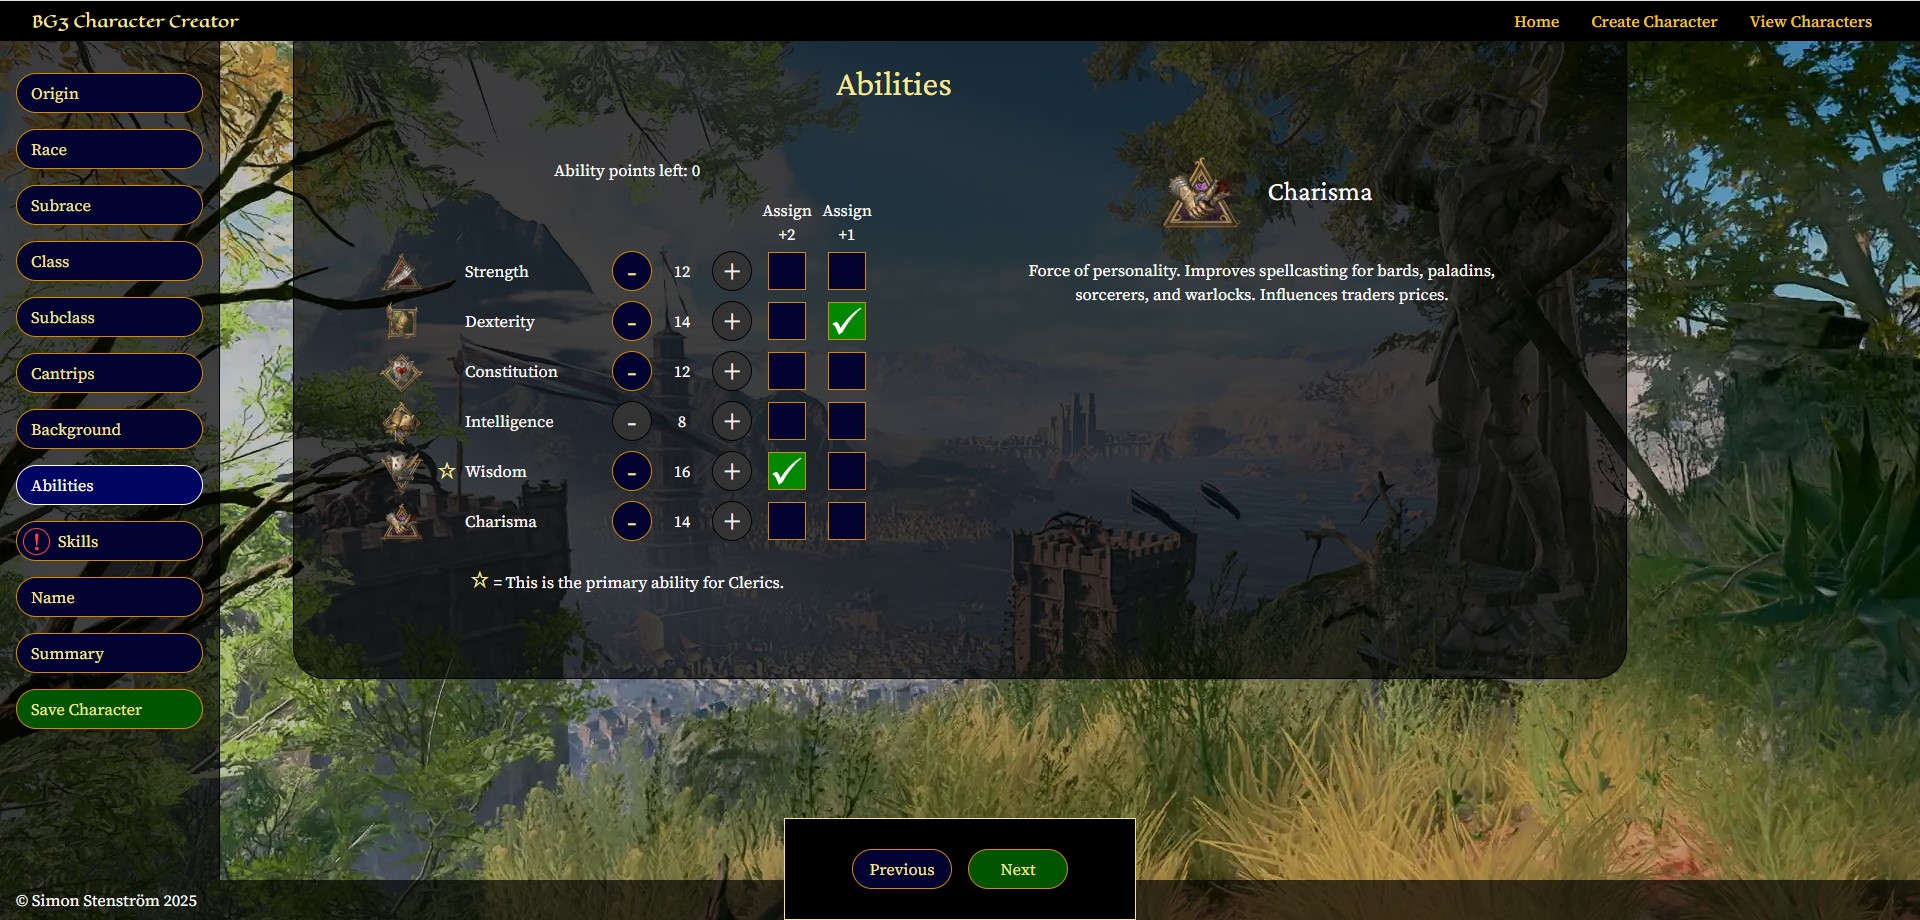 BG3 Character Creator
Home Create Character View Characters
Origin
Race
Subrace
Class
Subclass
Cantrips
Background
Abilities
! Skills
Name
Summary
Save Character
Abilities
Ability points left: 0
Assign +2
Assign +1
Strength - 12 +
Dexterity - 14 +
Constitution - 12 +
Intelligence - 8 +
☆ Wisdom - 16 +
Charisma - 14 +
☆ = This is the primary ability for Clerics.
Charisma
Force of personality. Improves spellcasting for bards, paladins,
sorcerers, and warlocks. Influences traders prices.
Previous Next
© Simon Stenström 2025